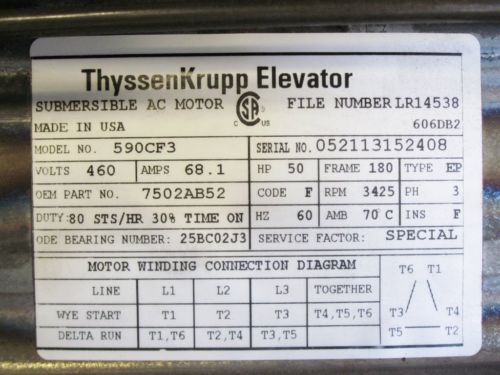 ThyssenKrupp Elevator
SUBMERSIBLE AC MOTOR SA C US FILE NUMBER LR14538
MADE IN USA 606DB2
MODEL NO. 590CF3 SERIAL NO. 052113152408
VOLTS 460 AMPS 68.1 HP 50 FRAME 180 TYPE EP
OEM PART NO. 7502AB52 CODE F RPM 3425 PH 3
DUTY: 80 STS/HR 30% TIME ON HZ 60 AMB 70°C INS F
ODE BEARING NUMBER: 25BC02J3 SERVICE FACTOR: SPECIAL
MOTOR WINDING CONNECTION DIAGRAM
LINE L1 L2 L3 TOGETHER
WYE START T1 T2 T3 T4,T5,T6
DELTA RUN T1,T6 T2,T4 T3,T5
T6 T1
T3 T4
T5 T2